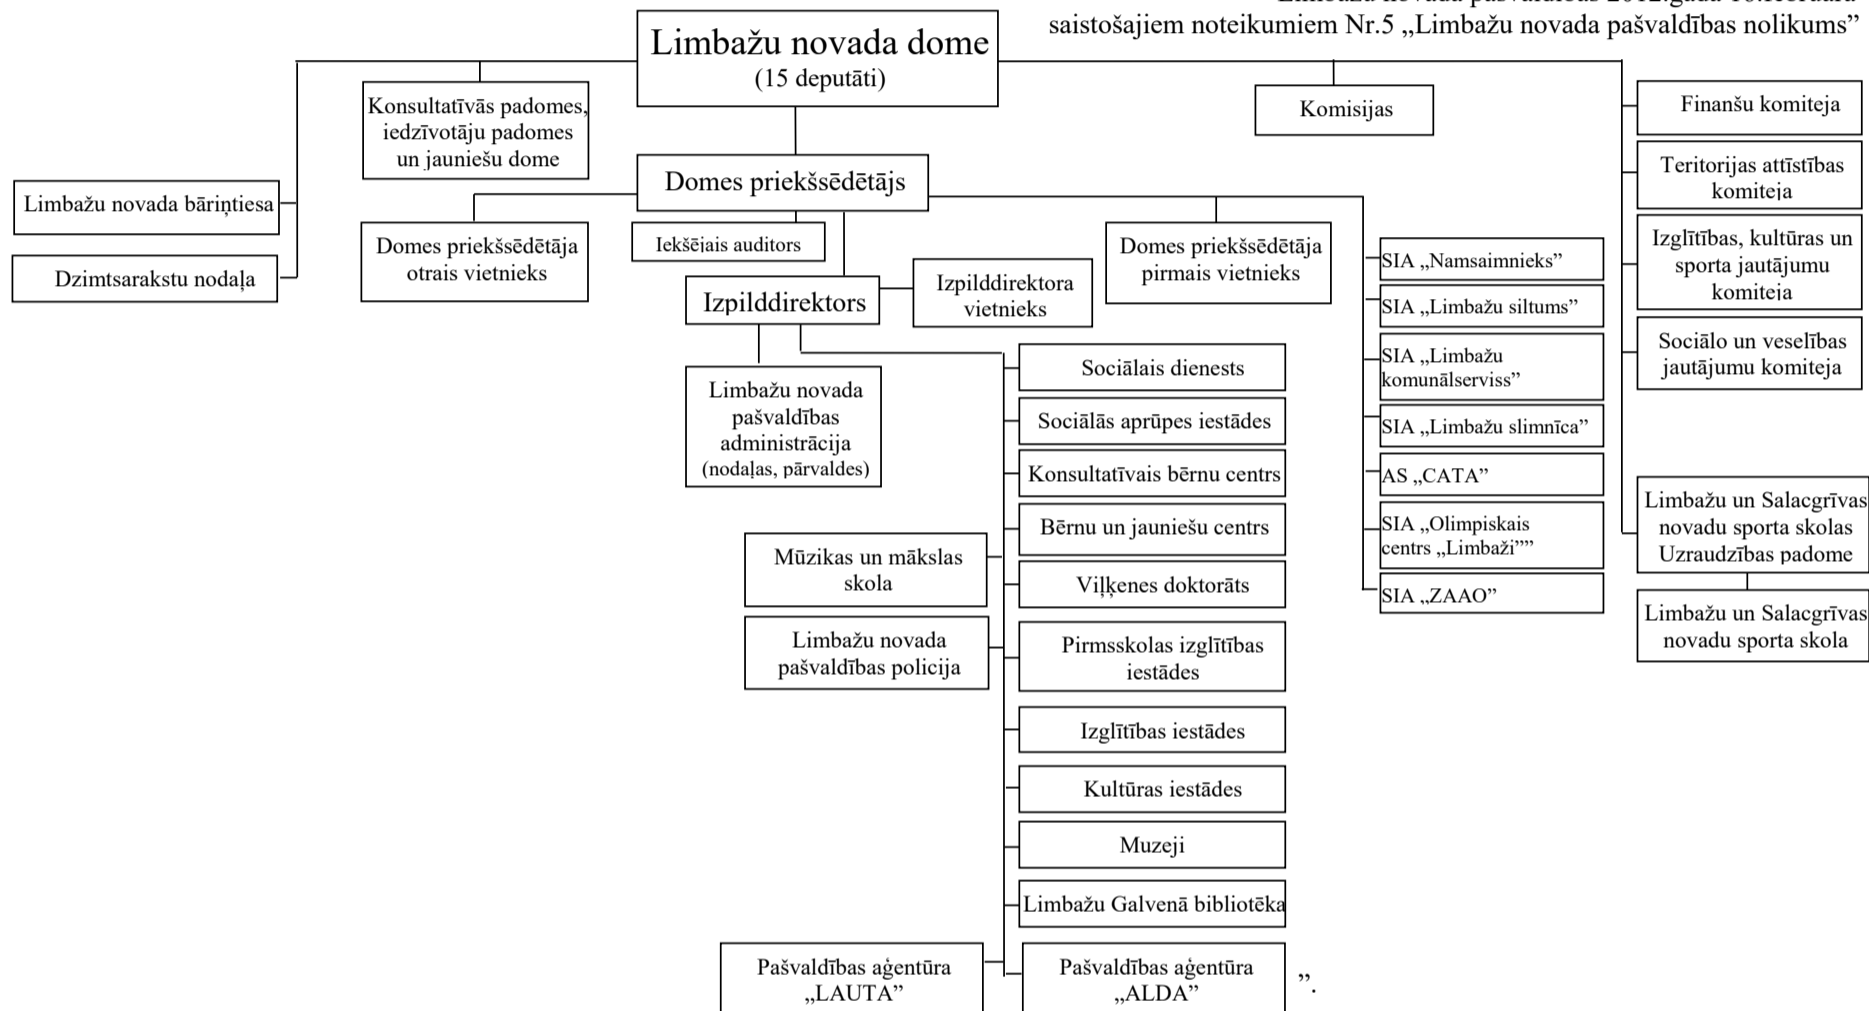 saistošajiem noteikumiem Nr.5 „Limbažu novada pašvaldības nolikums”
Limbažu novada dome
(15 deputāti)
Konsultatīvās padomes,
iedzīvotāju padomes
un jauniešu dome
Komisijas
Finanšu komiteja
Teritorijas attīstības
komiteja
Izglītības, kultūras un
sporta jautājumu
komiteja
Sociālo un veselības
jautājumu komiteja
Limbažu un Salacgrīvas
novadu sporta skolas
Uzraudzības padome
Limbažu un Salacgrīvas
novadu sporta skola
Limbažu novada bāriņtiesa
Dzimtsarakstu nodaļa
Domes priekšsēdētājs
Domes priekšsēdētāja
otrais vietnieks
Iekšējais auditors
Domes priekšsēdētāja
pirmais vietnieks
Izpilddirektors
Izpilddirektora
vietnieks
SIA „Namsaimnieks”
SIA „Limbažu siltums”
SIA „Limbažu
komunālserviss”
SIA „Limbažu slimnīca”
AS „CATA”
SIA „Olimpiskais
centrs „Limbaži””
SIA „ZAAO”
Limbažu novada
pašvaldības
administrācija
(nodaļas, pārvaldes)
Sociālais dienests
Sociālās aprūpes iestādes
Konsultatīvais bērnu centrs
Bērnu un jauniešu centrs
Mūzikas un mākslas
skola
Viļķenes doktorāts
Limbažu novada
pašvaldības policija
Pirmsskolas izglītības
iestādes
Izglītības iestādes
Kultūras iestādes
Muzeji
Limbažu Galvenā bibliotēka
Pašvaldības aģentūra
„LAUTA”
Pašvaldības aģentūra
„ALDA”
”.